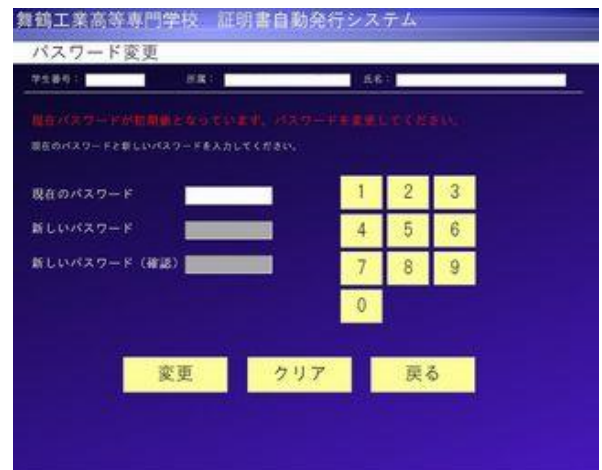 舞鶴工業高等専門学校 証明書自動発行システム
パスワード変更
学生番号： 所属： 氏名：
現在パスワードが初期値となっています。パスワードを変更してください。
現在のパスワードと新しいパスワードを入力してください。
現在のパスワード
新しいパスワード
新しいパスワード（確認）
1 2 3
4 5 6
7 8 9
0
変更 クリア 戻る